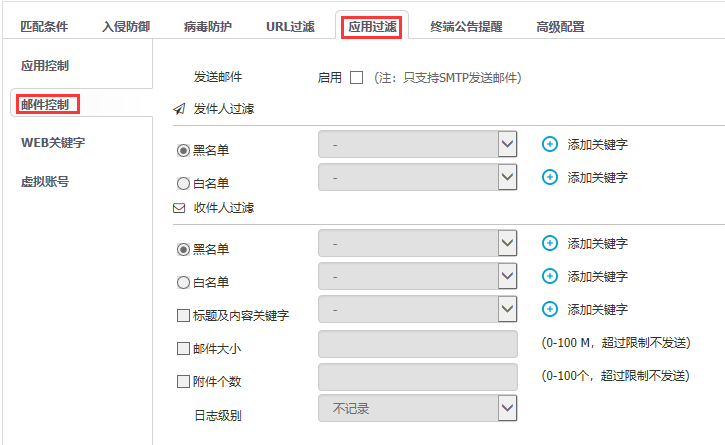 匹配条件 入侵防御 病毒防护 URL过滤 应用过滤 终端公告提醒 高级配置
应用控制
邮件控制
WEB关键字
虚拟账号
发送邮件 启用 (注：只支持SMTP发送邮件)
发件人过滤
黑名单 - 添加关键字
白名单 - 添加关键字
收件人过滤
黑名单 - 添加关键字
白名单 - 添加关键字
标题及内容关键字 - 添加关键字
邮件大小 (0-100 M，超过限制不发送)
附件个数 (0-100个，超过限制不发送)
日志级别 不记录